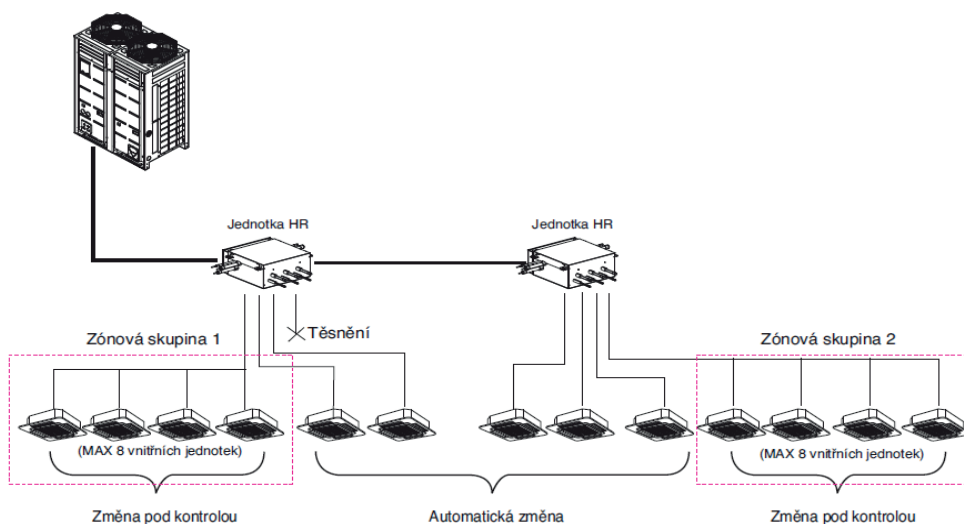 Jednotka HR
Jednotka HR
Těsnění
Zónová skupina 1
Zónová skupina 2
(MAX 8 vnitřních jednotek)
(MAX 8 vnitřních jednotek)
Změna pod kontrolou
Automatická změna
Změna pod kontrolou